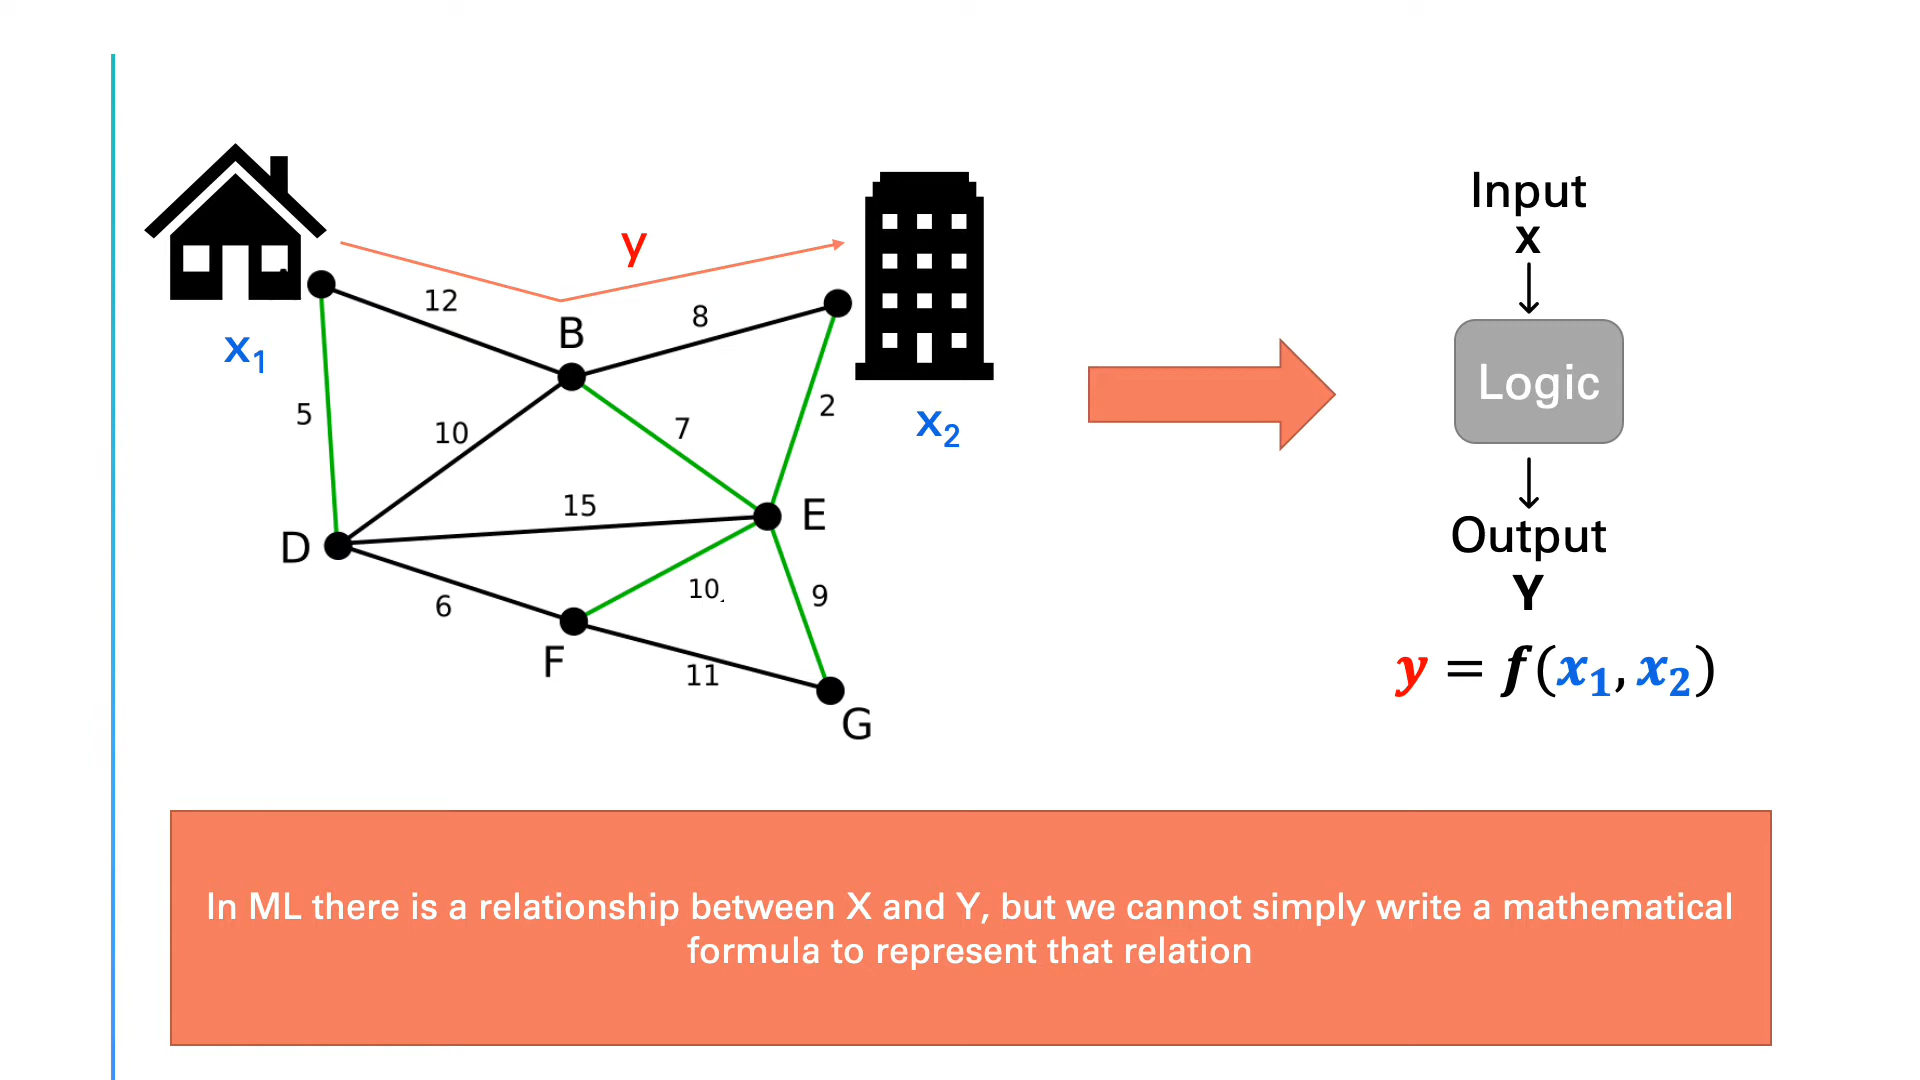 y
12
8
B
x₁
5
10
7
2
x₂
15
E
D
10
6
9
F
11
G
Input
x
Logic
Output
Y
y = f(x₁, x₂)
In ML there is a relationship between X and Y, but we cannot simply write a mathematical
formula to represent that relation